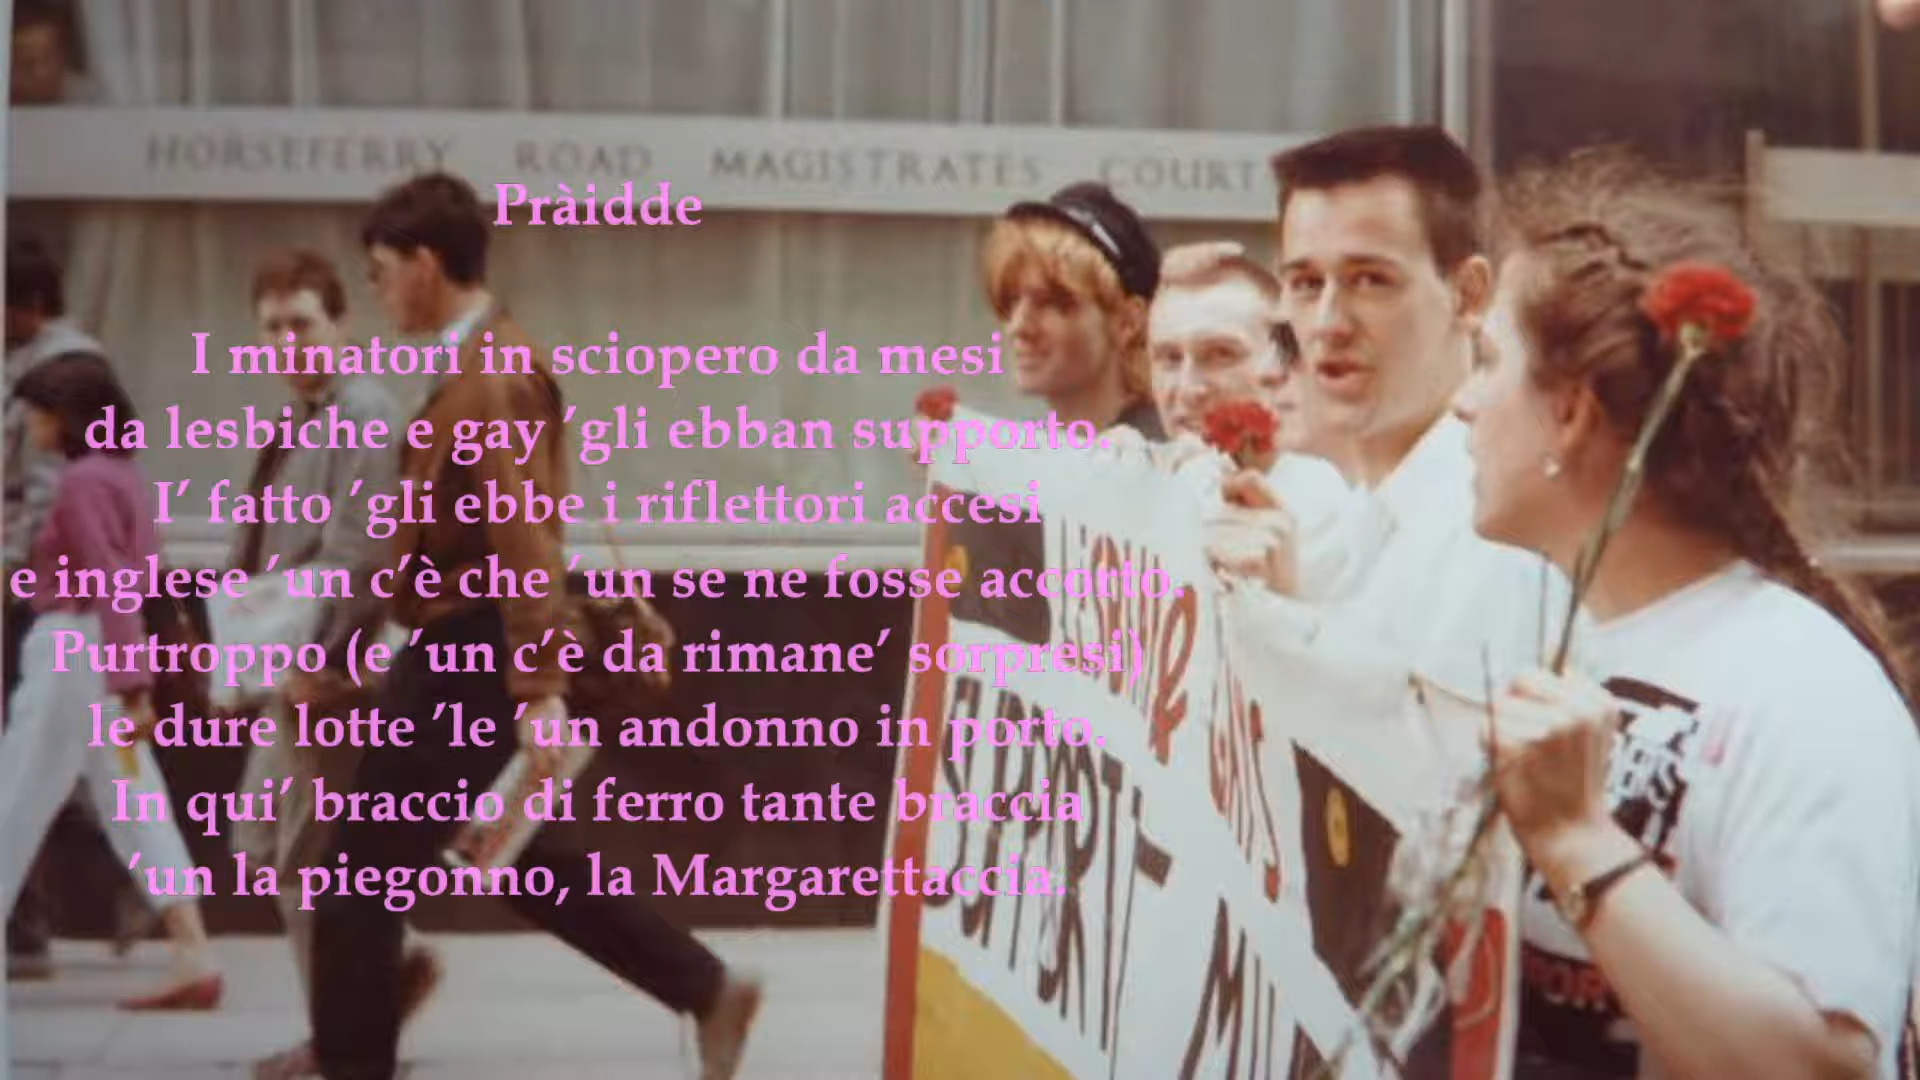 HORSEFERRY ROAD MAGISTRATES COURT
Pràidde
I minatori in sciopero da mesi
da lesbiche e gay ’gli ebban supporto.
I’ fatto ’gli ebbe i riflettori accesi
e inglese ’un c’è che ’un se ne fosse accorto.
Purtroppo (e ’un c’è da rimane’ sorpresi)
le dure lotte ’le ’un andonno in porto.
In qui’ braccio di ferro tante braccia
’un la piegonno, la Margarettaccia.
SUPPORT